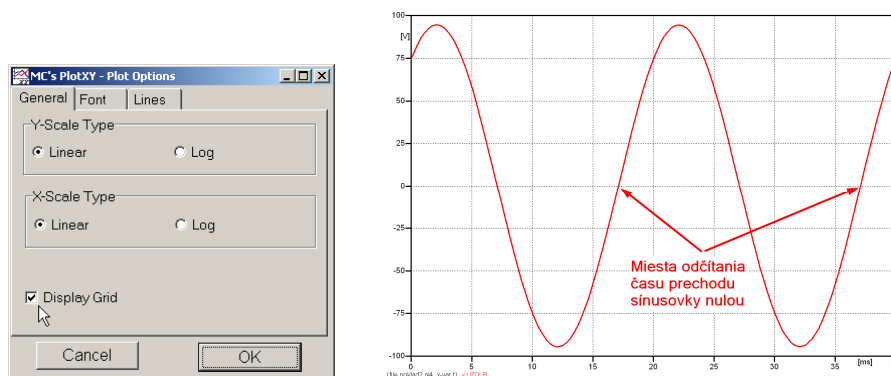 MC's PlotXY - Plot Options
General Font Lines
Y-Scale Type
Linear Log
X-Scale Type
Linear Log
Display Grid
Cancel OK
100
[V]
75
50
25
0
-25
-50
-75
-100
Miesta odčítania
času prechodu
sínusovky nulou
0 5 10 15 20 25 30 35 [ms]